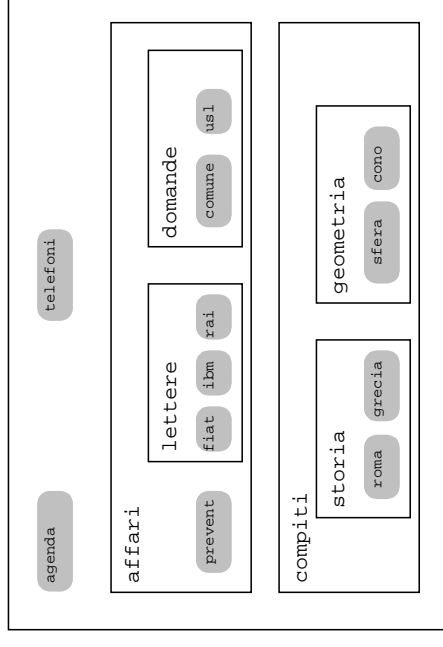 agenda telefoni
affari
lettere domande
prevent fiat ibm rai comune usl
compiti
storia geometria
roma grecia sfera cono